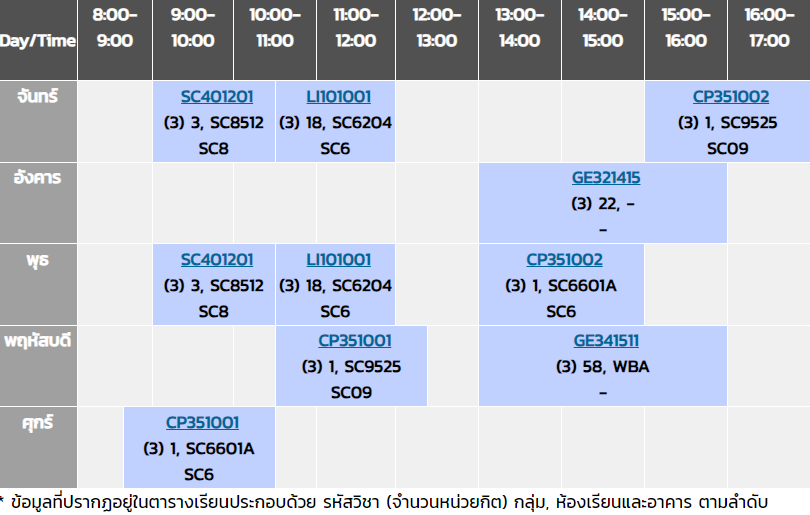 Day/Time 8:00-9:00 9:00-10:00 10:00-11:00 11:00-12:00 12:00-13:00 13:00-14:00 14:00-15:00 15:00-16:00 16:00-17:00
จันทร์
SC401201
(3) 3, SC8512
SC8
LI101001
(3) 18, SC6204
SC6
CP351002
(3) 1, SC9525
SC09
อังคาร
GE321415
(3) 22, -
-
พุธ
SC401201
(3) 3, SC8512
SC8
LI101001
(3) 18, SC6204
SC6
CP351002
(3) 1, SC6601A
SC6
พฤหัสบดี
CP351001
(3) 1, SC9525
SC09
GE341511
(3) 58, WBA
-
ศุกร์
CP351001
(3) 1, SC6601A
SC6
* ข้อมูลที่ปรากฏอยู่ในตารางเรียนประกอบด้วย รหัสวิชา (จำนวนหน่วยกิต) กลุ่ม, ห้องเรียนและอาคาร ตามลำดับ